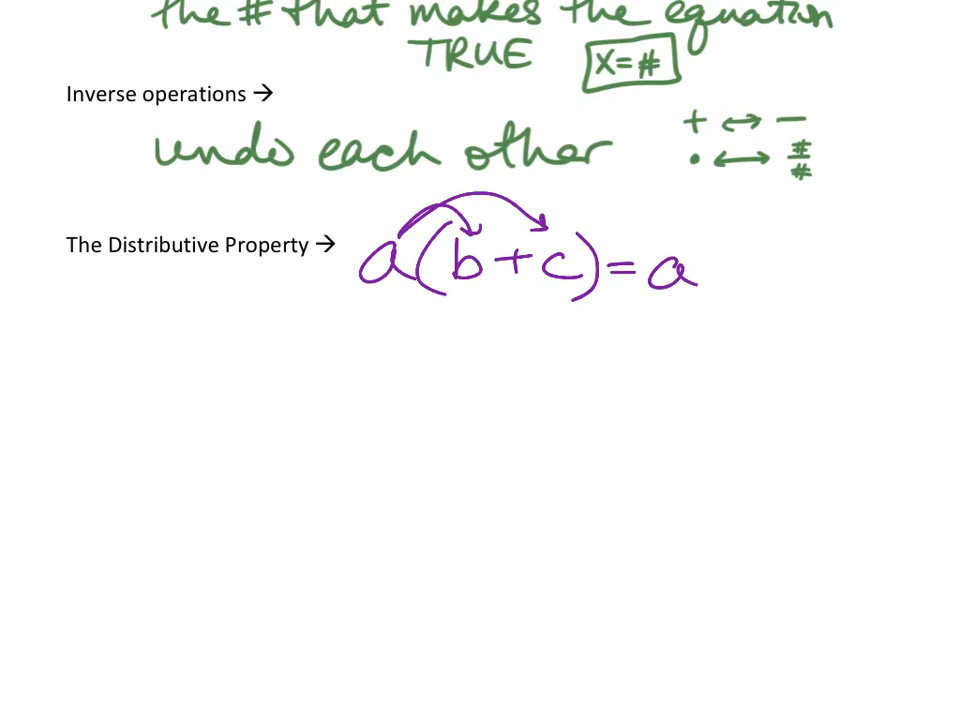 the # that makes the equation
TRUE X=#
Inverse operations →
undo each other + ↔ −
• ↔ #/#
The Distributive Property → a(b+c)=a